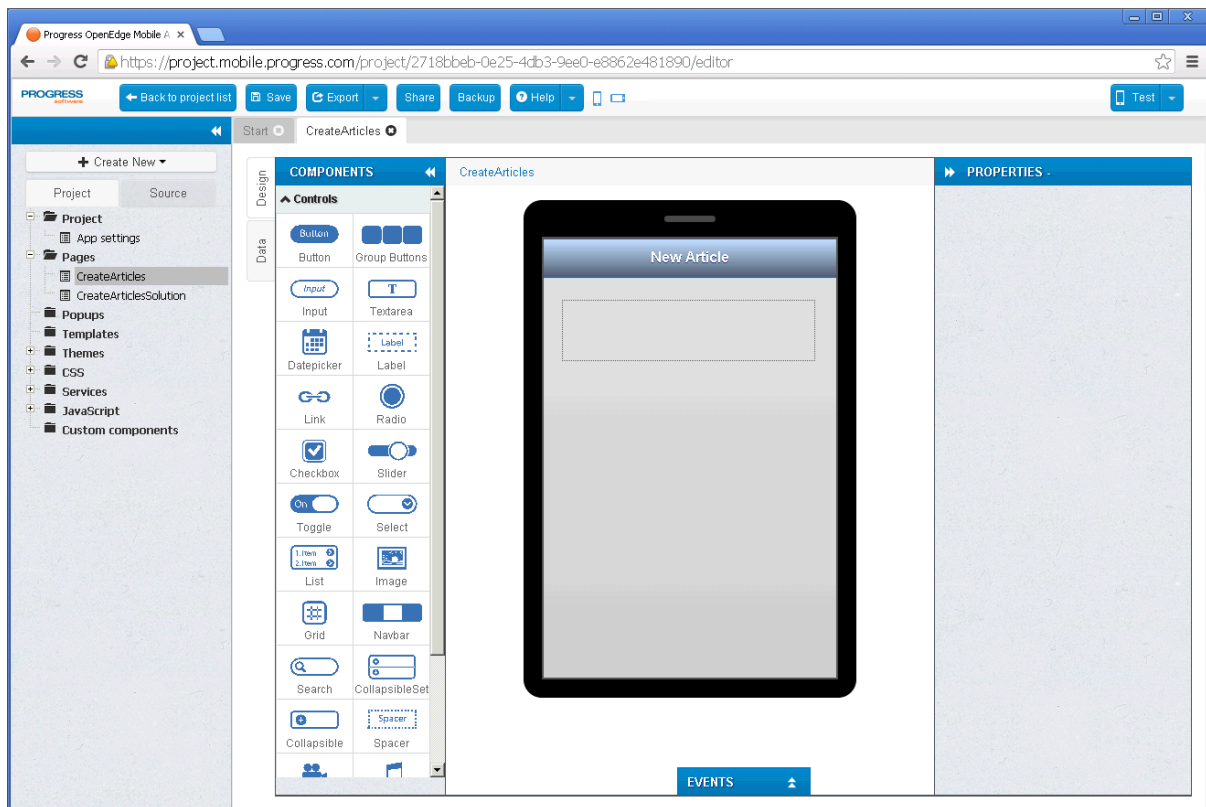 Progress OpenEdge Mobile A
https://project.mobile.progress.com/project/2718bbeb-0e25-4db3-9ee0-e8862e481890/editor
PROGRESS software
Back to project list Save Export Share Backup Help Test
Start CreateArticles
Create New
Project Source
Project
App settings
Pages
CreateArticles
CreateArticlesSolution
Popups
Templates
Themes
CSS
Services
JavaScript
Custom components
Design
Data
COMPONENTS
Controls
Button
Button Group Buttons
Input T
Input Textarea
Label
Datepicker Label
Link Radio
Checkbox Slider
On
Toggle Select
1.Item
2.Item
List Image
Grid Navbar
Search CollapsibleSet
Spacer
Collapsible Spacer
CreateArticles
New Article
EVENTS
PROPERTIES -